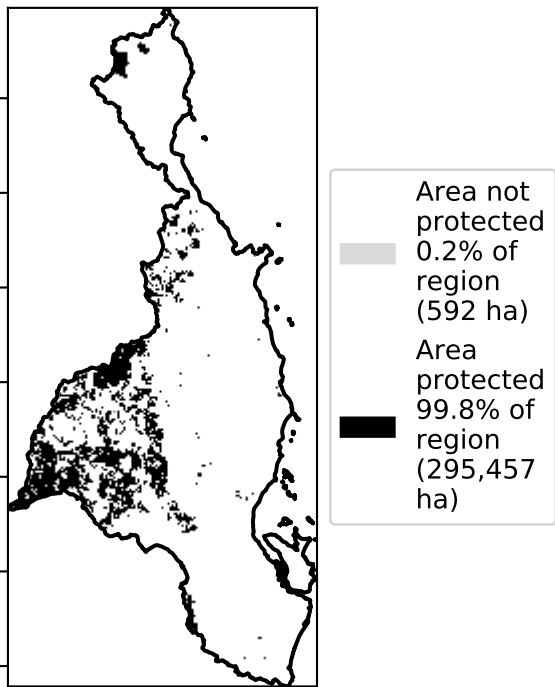 Area not
protected
0.2% of
region
(592 ha)
Area
protected
99.8% of
region
(295,457
ha)